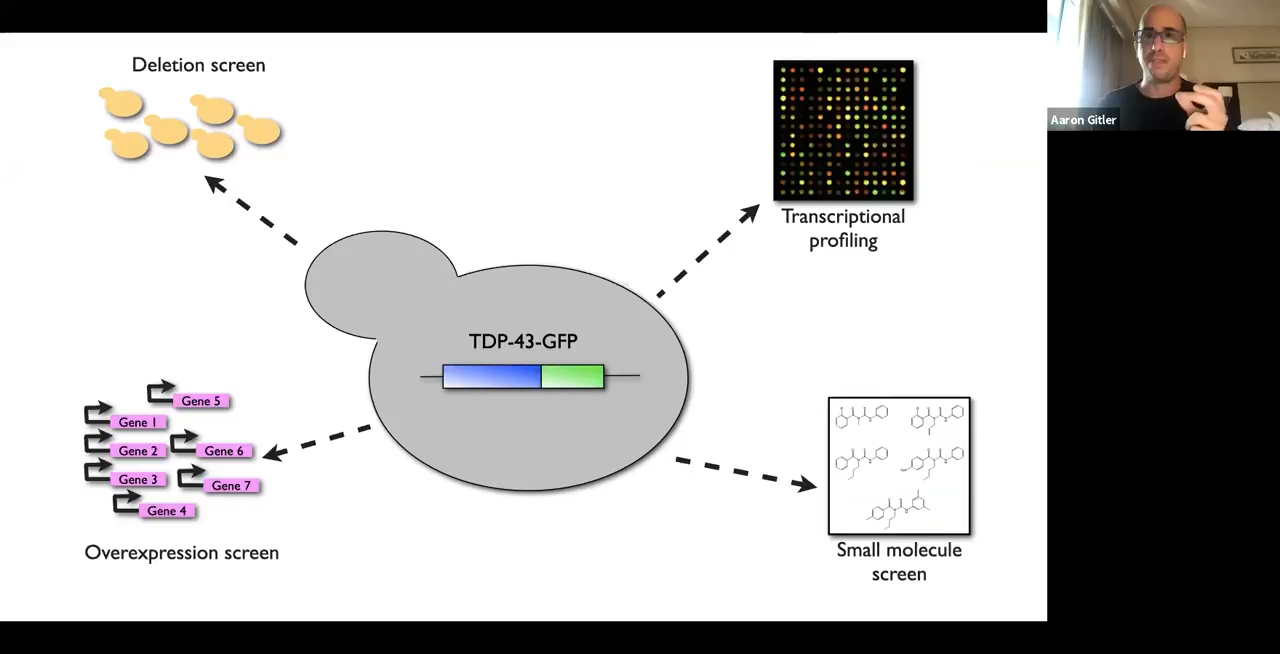 Deletion screen
Transcriptional
profiling
Aaron Gitler
TDP-43-GFP
Gene 5
Gene 1
Gene 2
Gene 6
Gene 3
Gene 7
Gene 4
Overexpression screen
Small molecule
screen